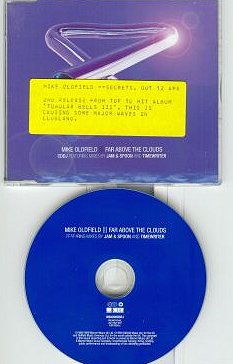 MIKE OLDFIELD --SECRETS, OUT 12 APR
2ND RELEASE FROM TOP TO HIT ALBUM
'TUBULAR BELLS III', THIS IS
CAUSING SOME MAJOR WAVES IN
CLUBLAND.
MIKE OLDFIELD FAR ABOVE THE CLOUDS
CDDJ FEATURING MIXES BY JAM & SPOON AND TIMEWRITER
MIKE OLDFIELD || FAR ABOVE THE CLOUDS
FEATURING MIXES BY JAM & SPOON AND TIMEWRITER